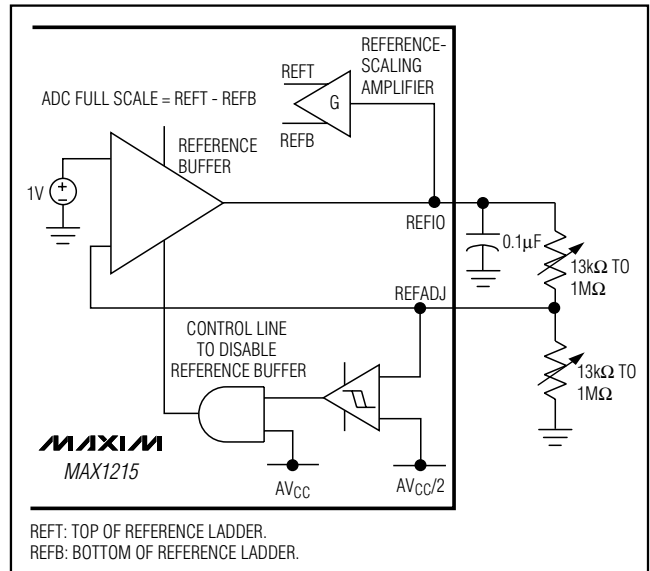 REFERENCE-
SCALING
AMPLIFIER
REFT
G
REFB
ADC FULL SCALE = REFT - REFB
REFERENCE
BUFFER
1V
REFIO
0.1µF
13kΩ TO
1MΩ
REFADJ
CONTROL LINE
TO DISABLE
REFERENCE BUFFER
13kΩ TO
1MΩ
MAXIM
MAX1215
AVCC
AVCC/2
REFT: TOP OF REFERENCE LADDER.
REFB: BOTTOM OF REFERENCE LADDER.